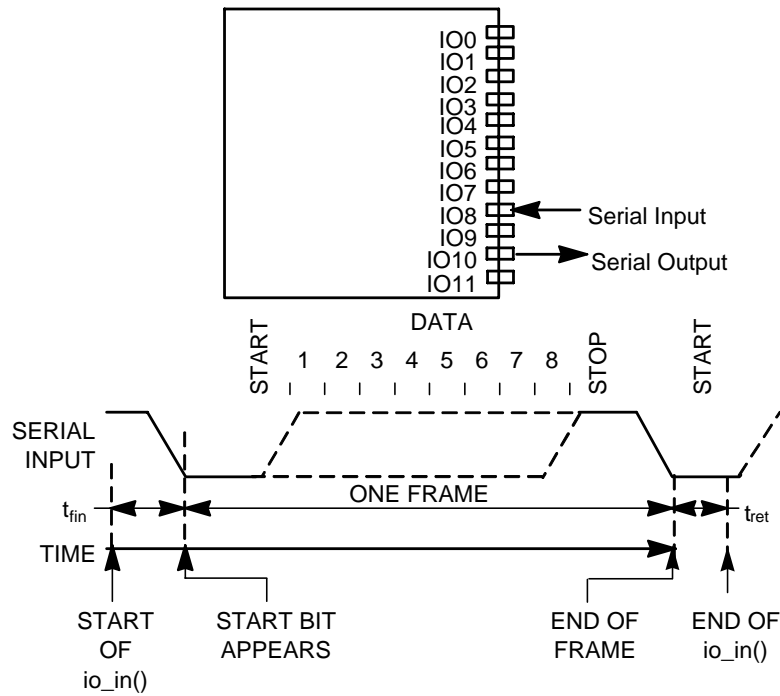 IO0
IO1
IO2
IO3
IO4
IO5
IO6
IO7
IO8
IO9
IO10
IO11
Serial Input
Serial Output
DATA
START
1 2 3 4 5 6 7 8
STOP
START
SERIAL
INPUT
ONE FRAME
tfin
tret
TIME
START
OF
io_in()
START BIT
APPEARS
END OF
FRAME
END OF
io_in()